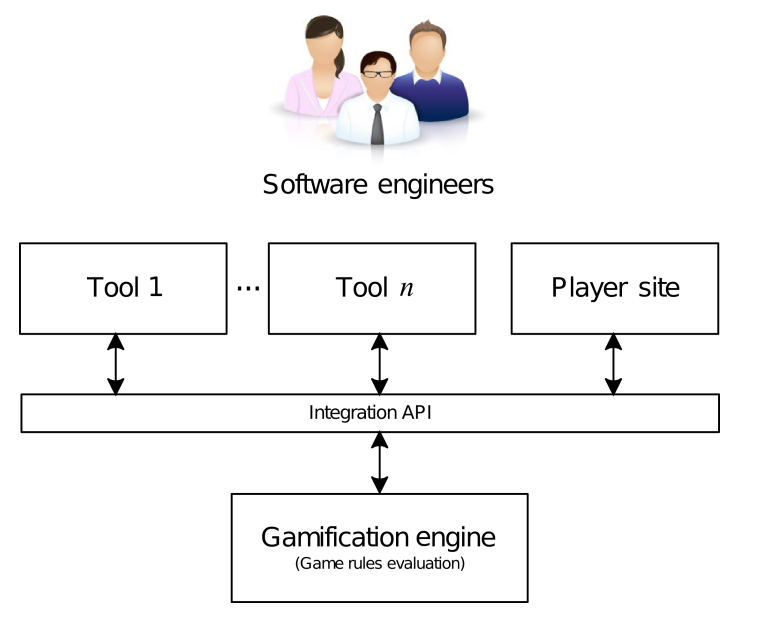 Software engineers
Tool 1
...
Tool n
Player site
Integration API
Gamification engine
(Game rules evaluation)